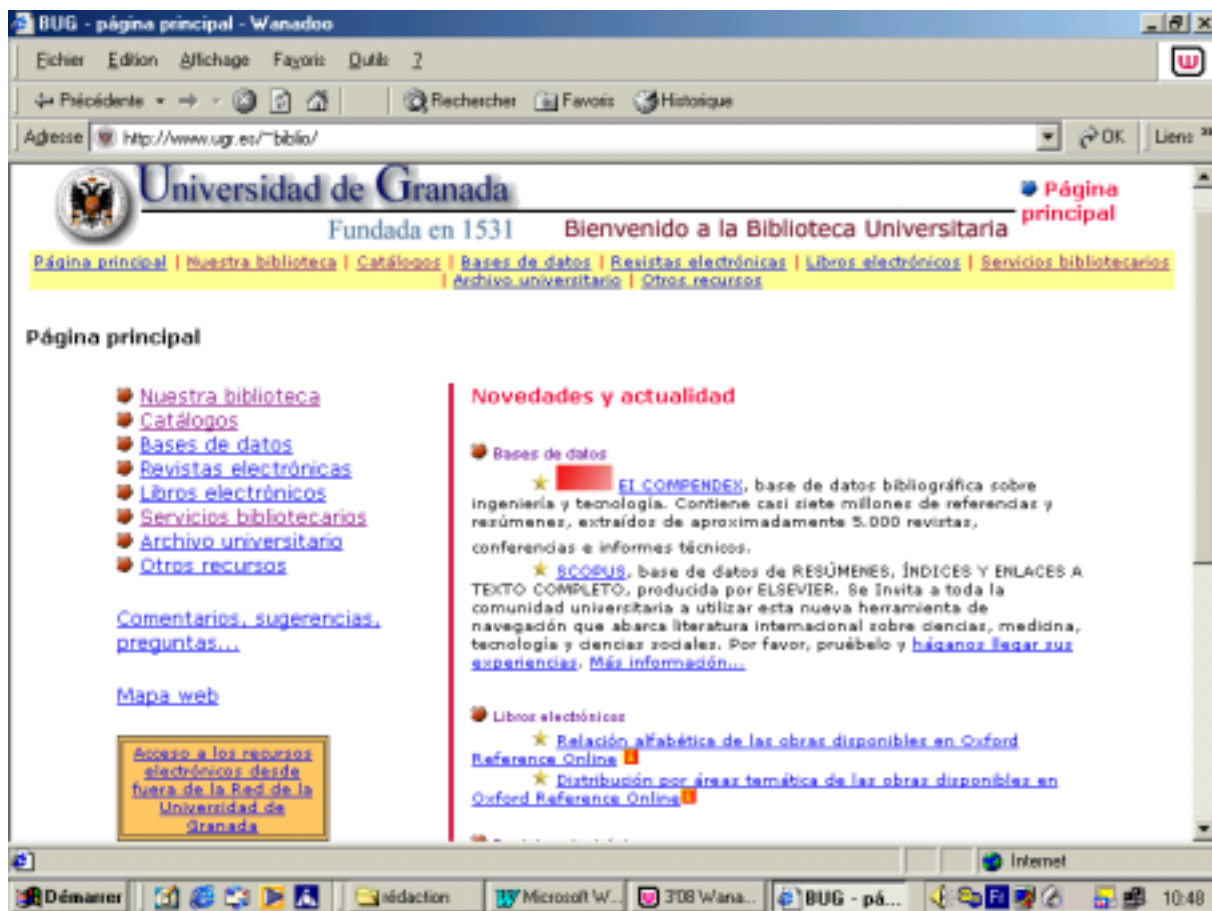 BUG - página principal - Wanadoo
Fichier Edition Affichage Favoris Outils ?
Précédente Rechercher Favoris Historique
Adresse http://www.ugr.es/~biblio/ OK Liens »
Universidad de Granada
Fundada en 1531 Bienvenido a la Biblioteca Universitaria
Página
principal
Página principal | Nuestra biblioteca | Catálogos | Bases de datos | Revistas electrónicas | Libros electrónicos | Servicios bibliotecarios
| Archivo universitario | Otros recursos
Página principal
Nuestra biblioteca
Catálogos
Bases de datos
Revistas electrónicas
Libros electrónicos
Servicios bibliotecarios
Archivo universitario
Otros recursos
Comentarios, sugerencias,
preguntas...
Mapa web
Acceso a los recursos
electrónicos desde
fuera de la Red de la
Universidad de
Granada
Novedades y actualidad
Bases de datos
EI COMPENDEX, base de datos bibliográfica sobre
ingeniería y tecnología. Contiene casi siete millones de referencias y
resúmenes, extraídos de aproximadamente 5.000 revistas,
conferencias e informes técnicos.
SCOPUS, base de datos de RESÚMENES, ÍNDICES Y ENLACES A
TEXTO COMPLETO, producida por ELSEVIER. Se Invita a toda la
comunidad universitaria a utilizar esta nueva herramienta de
navegación que abarca literatura internacional sobre ciencias, medicina,
tecnología y ciencias sociales. Por favor, pruébelo y háganos llegar sus
experiencias. Más información...
Libros electrónicos
Relación alfabética de las obras disponibles en Oxford
Reference Online
Distribución por áreas temática de las obras disponibles en
Oxford Reference Online
Internet
Démarrer rédaction Microsoft W... 3'08 Wana... BUG - pá... FI 10:48